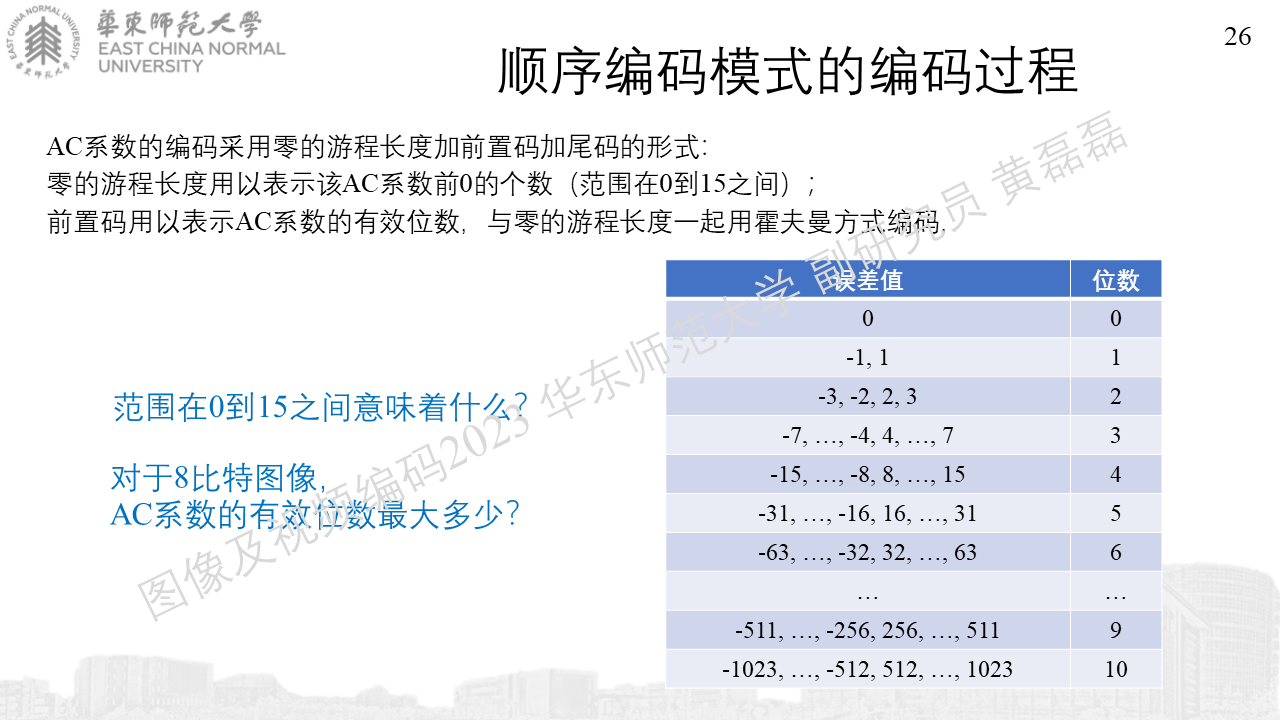 華東師範大學
EAST CHINA NORMAL
UNIVERSITY
EAST CHINA NORMAL UNIVERSITY
華東師範大學
26
顺序编码模式的编码过程
AC系数的编码采用零的游程长度加前置码加尾码的形式:
零的游程长度用以表示该AC系数前0的个数（范围在0到15之间）;
前置码用以表示AC系数的有效位数，与零的游程长度一起用霍夫曼方式编码.
误差值 位数
0 0
-1, 1 1
-3, -2, 2, 3 2
-7, …, -4, 4, …, 7 3
-15, …, -8, 8, …, 15 4
-31, …, -16, 16, …, 31 5
-63, …, -32, 32, …, 63 6
… …
-511, …, -256, 256, …, 511 9
-1023, …, -512, 512, …, 1023 10
范围在0到15之间意味着什么?
对于8比特图像,
AC系数的有效位数最大多少?
图像及视频编码2023 华东师范大学 副研究员 黄磊磊